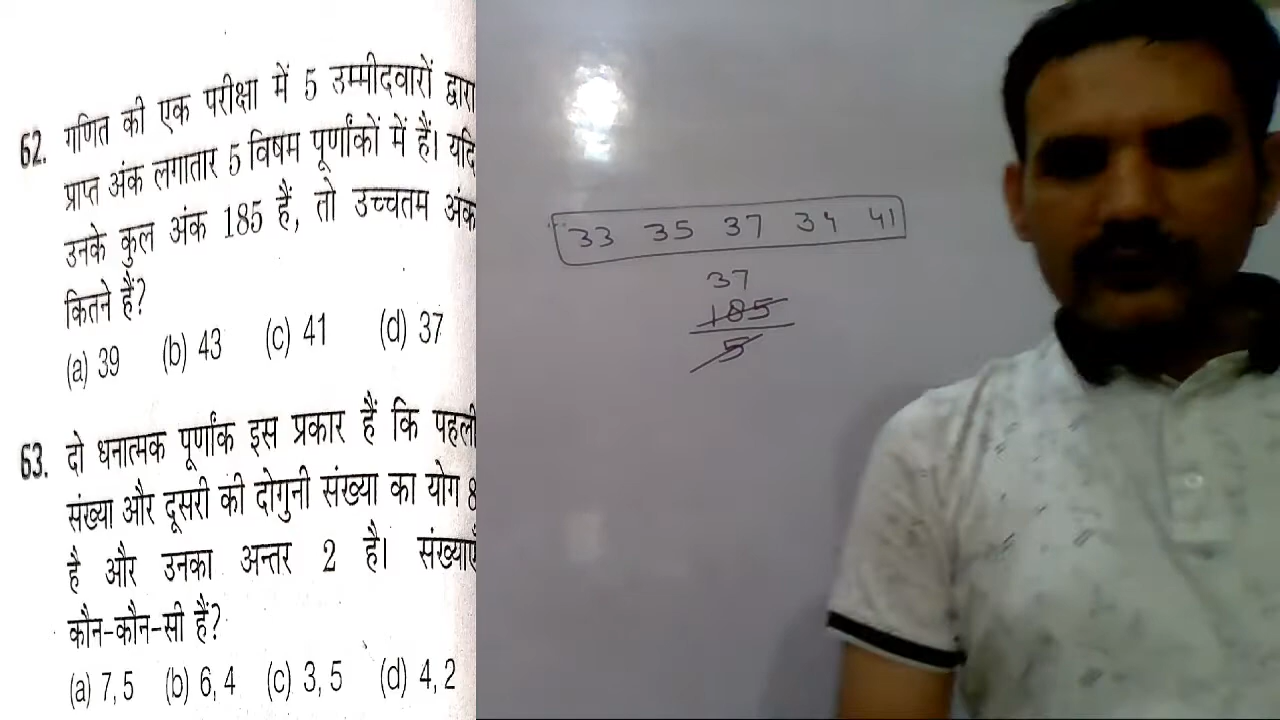 62. गणित की एक परीक्षा में 5 उम्मीदवारों द्वारा
प्राप्त अंक लगातार 5 विषम पूर्णांकों में हैं। यदि
उनके कुल अंक 185 हैं, तो उच्चतम अंक
कितने हैं?
(a) 39 (b) 43 (c) 41 (d) 37
63. दो धनात्मक पूर्णांक इस प्रकार हैं कि पहली
संख्या और दूसरी की दोगुनी संख्या का योग 8
है और उनका अन्तर 2 है। संख्याएँ
कौन-कौन-सी हैं?
(a) 7, 5 (b) 6, 4 (c) 3, 5 (d) 4, 2
33 35 37 39 41
37
185
5